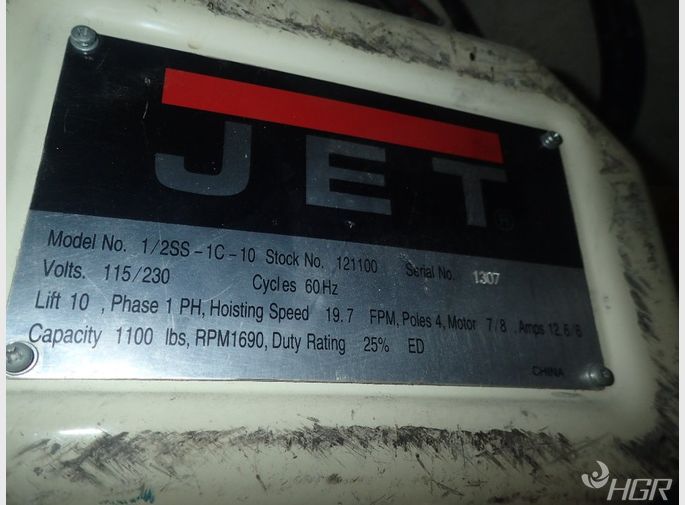 JET®
Model No. 1/2SS-1C-10 Stock No. 121100 Serial No. 1307
Volts. 115/230 Cycles 60Hz
Lift 10 , Phase 1 PH, Hoisting Speed 19.7 FPM, Poles 4, Motor 7/8 , Amps 12.6/6
Capacity 1100 lbs, RPM1690, Duty Rating 25% ED
CHINA
HGR